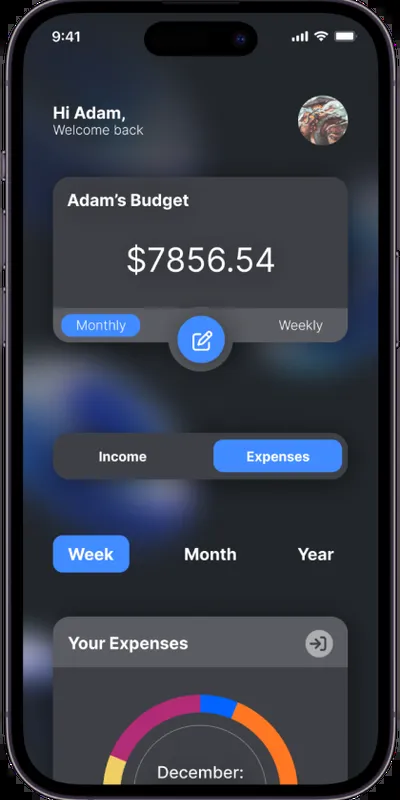 9:41
Hi Adam,
Welcome back
Adam's Budget
$7856.54
Monthly
Weekly
Income
Expenses
Week
Month
Year
Your Expenses
December: